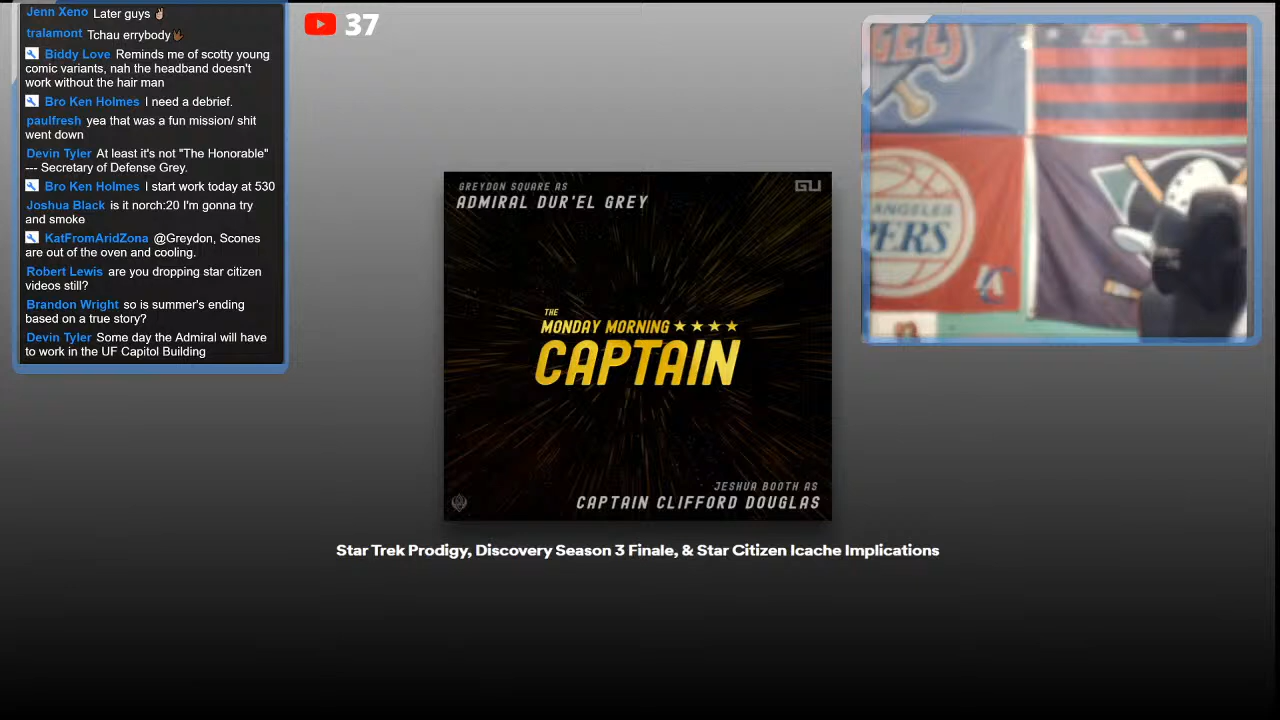 Jenn Xeno Later guys✌🏽
tralamont Tchau errybody🖖🏾
Biddy Love Reminds me of scotty young
comic variants, nah the headband doesn't
work without the hair man
Bro Ken Holmes I need a debrief.
paulfresh yea that was a fun mission/ shit
went down
Devin Tyler At least it's not "The Honorable"
--- Secretary of Defense Grey.
Bro Ken Holmes I start work today at 530
Joshua Black is it norch:20 I'm gonna try
and smoke
KatFromAridZona @Greydon, Scones
are out of the oven and cooling.
Robert Lewis are you dropping star citizen
videos still?
Brandon Wright so is summer's ending
based on a true story?
Devin Tyler Some day the Admiral will have
to work in the UF Capitol Building
37
GREYDON SQUARE AS
ADMIRAL DUR'EL GREY
GU
THE
MONDAY MORNING ★★★★
CAPTAIN
JESHUA BOOTH AS
CAPTAIN CLIFFORD DOUGLAS
Star Trek Prodigy, Discovery Season 3 Finale, & Star Citizen Icache Implications
ANGELES
PERS